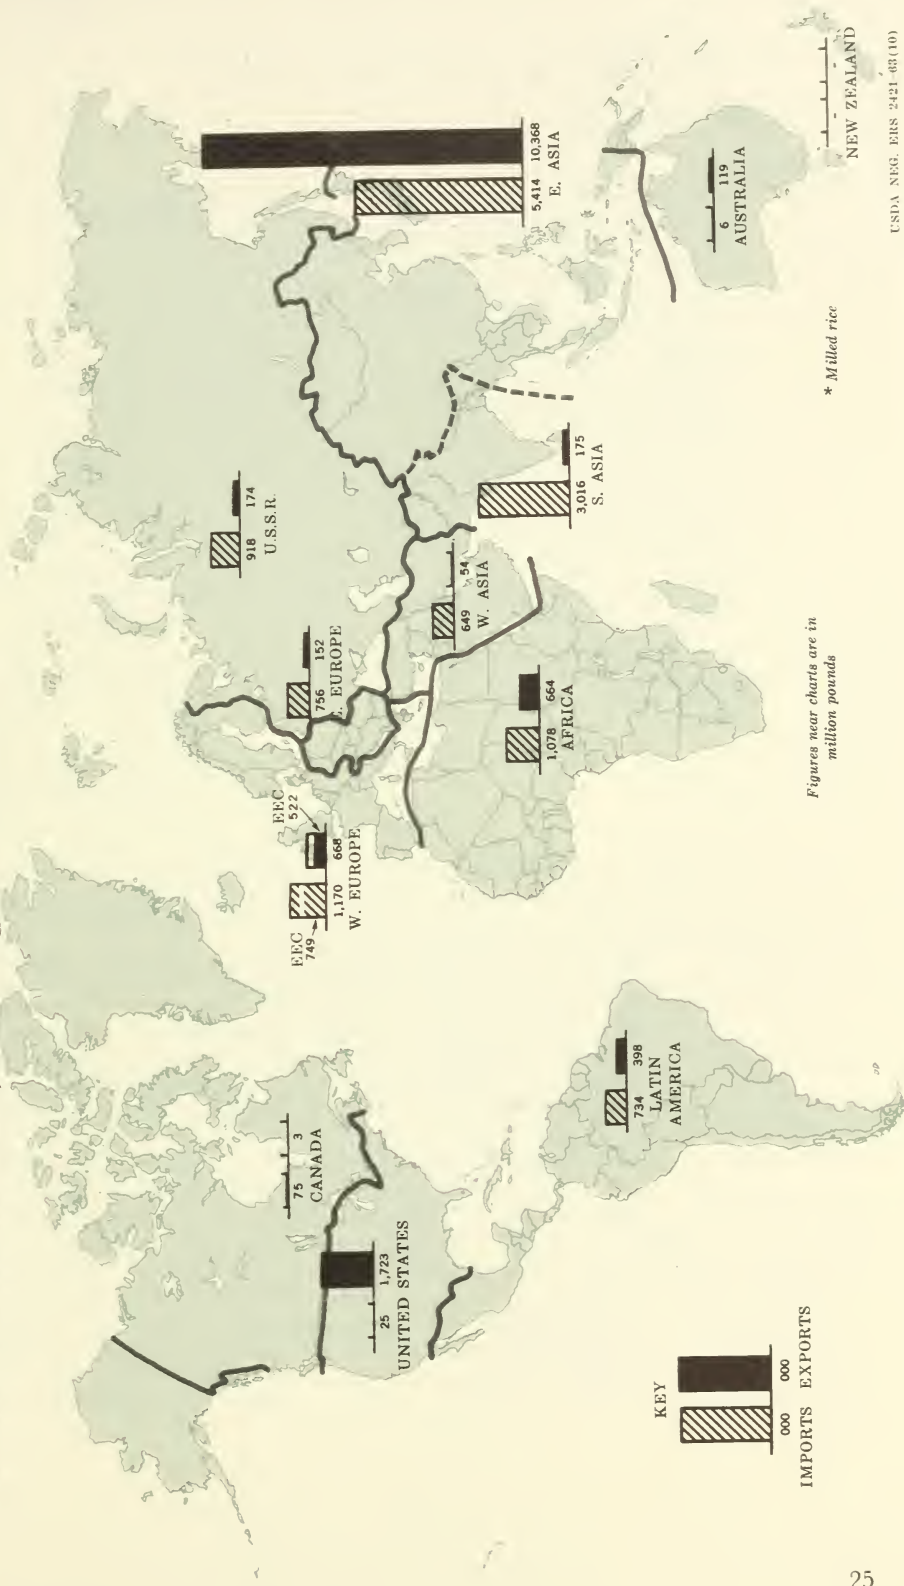 75 3
CANADA
25 1,723
UNITED STATES
734 398
LATIN
AMERICA
EEC
749
EEC
522
1,170 668
W. EUROPE
756 152
E. EUROPE
918 174
U.S.S.R.
1,078 664
AFRICA
649 54
W. ASIA
3,016 175
S. ASIA
5,414 10,368
E. ASIA
6 119
AUSTRALIA
- -
NEW ZEALAND
KEY
000 000
IMPORTS EXPORTS
Figures near charts are in
million pounds
* Milled rice
USDA NEG. ERS 2421-63(10)
25